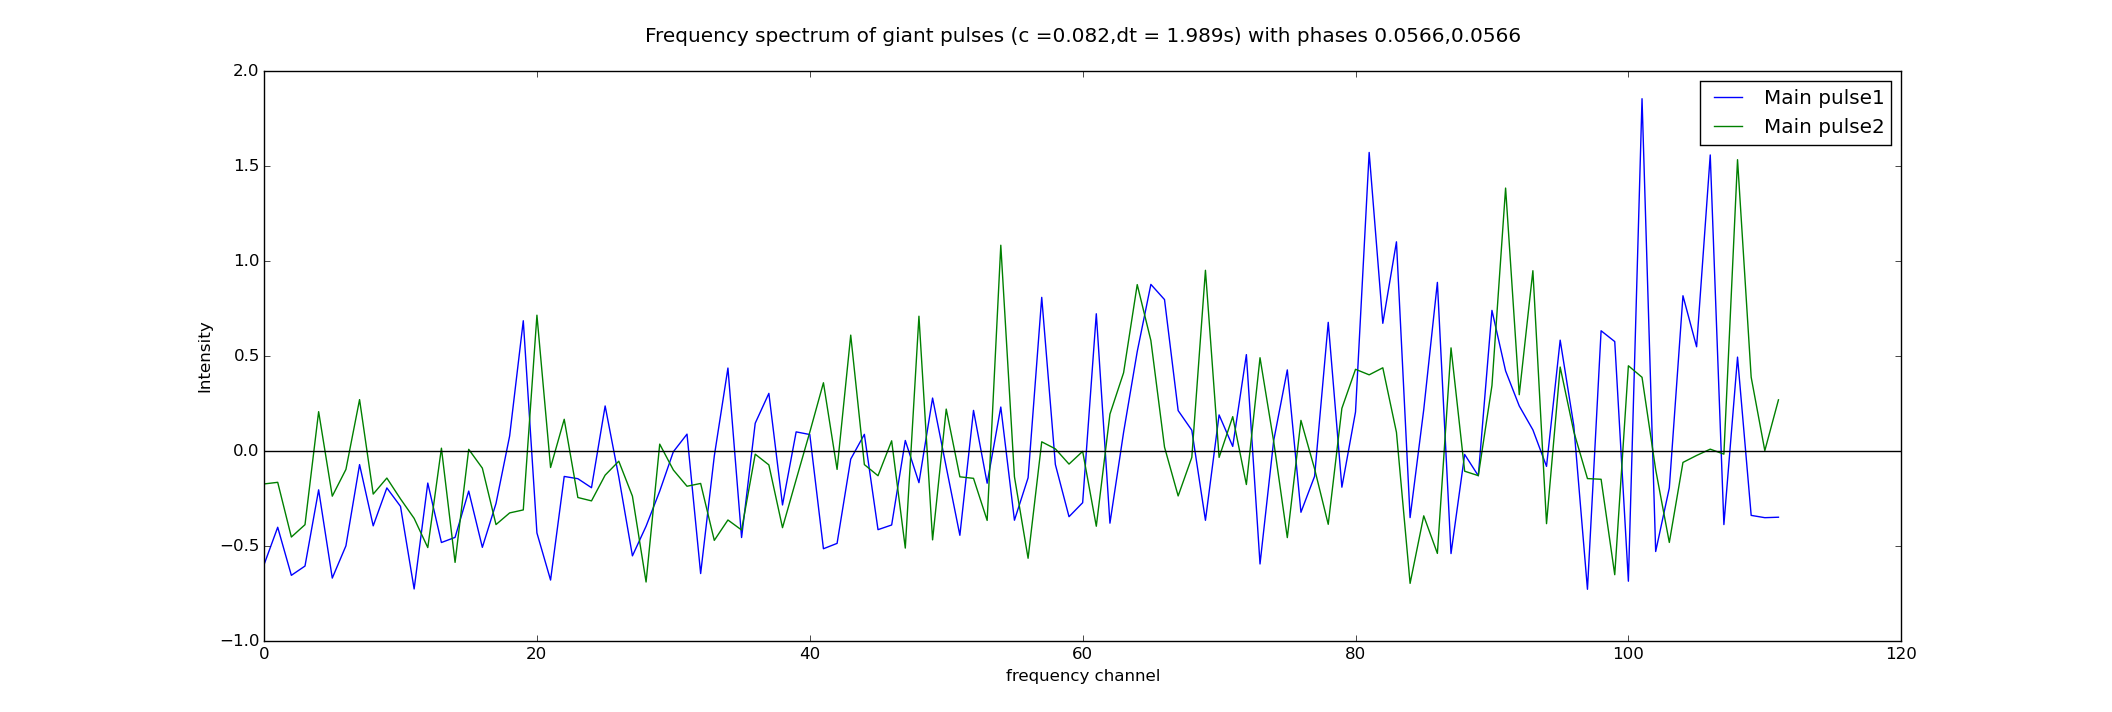 Frequency spectrum of giant pulses (c =0.082,dt = 1.989s) with phases 0.0566,0.0566
2.0
1.5
1.0
0.5
0.0
−0.5
−1.0
Intensity
Main pulse1
Main pulse2
0 20 40 60 80 100 120
frequency channel